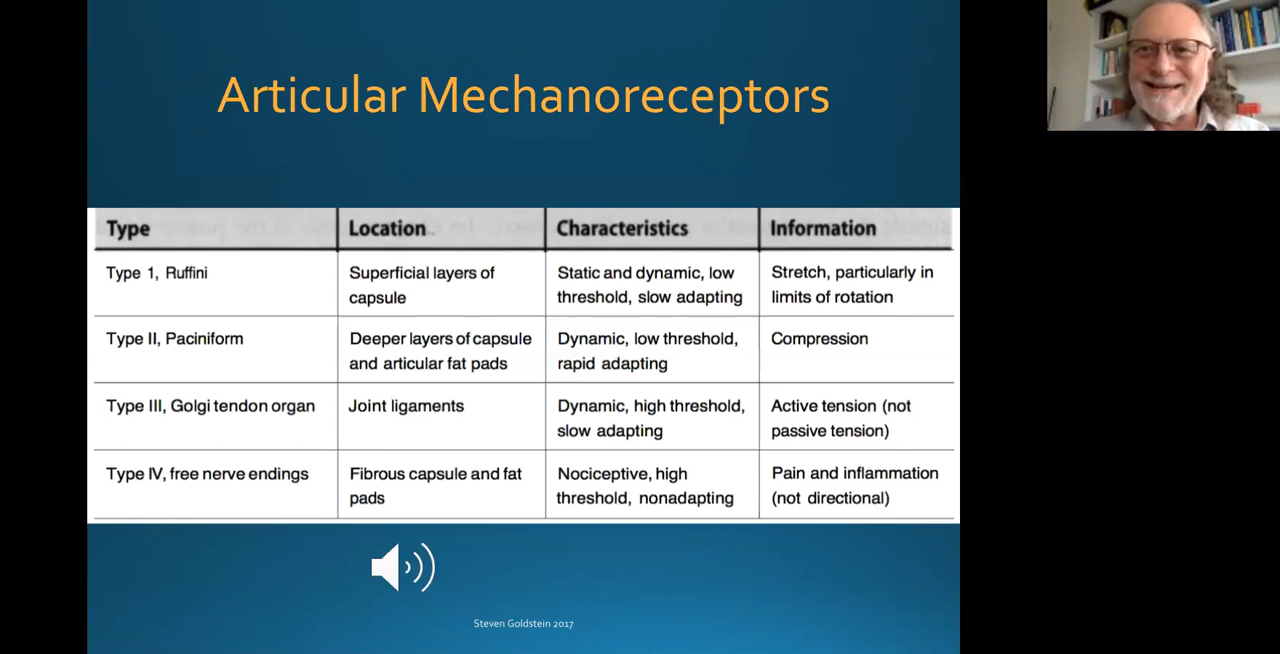 Articular Mechanoreceptors
Type Location Characteristics Information
Type 1, Ruffini
Superficial layers of
capsule
Static and dynamic, low
threshold, slow adapting
Stretch, particularly in
limits of rotation
Type II, Paciniform
Deeper layers of capsule
and articular fat pads
Dynamic, low threshold,
rapid adapting
Compression
Type III, Golgi tendon organ
Joint ligaments
Dynamic, high threshold,
slow adapting
Active tension (not
passive tension)
Type IV, free nerve endings
Fibrous capsule and fat
pads
Nociceptive, high
threshold, nonadapting
Pain and inflammation
(not directional)
Steven Goldstein 2017